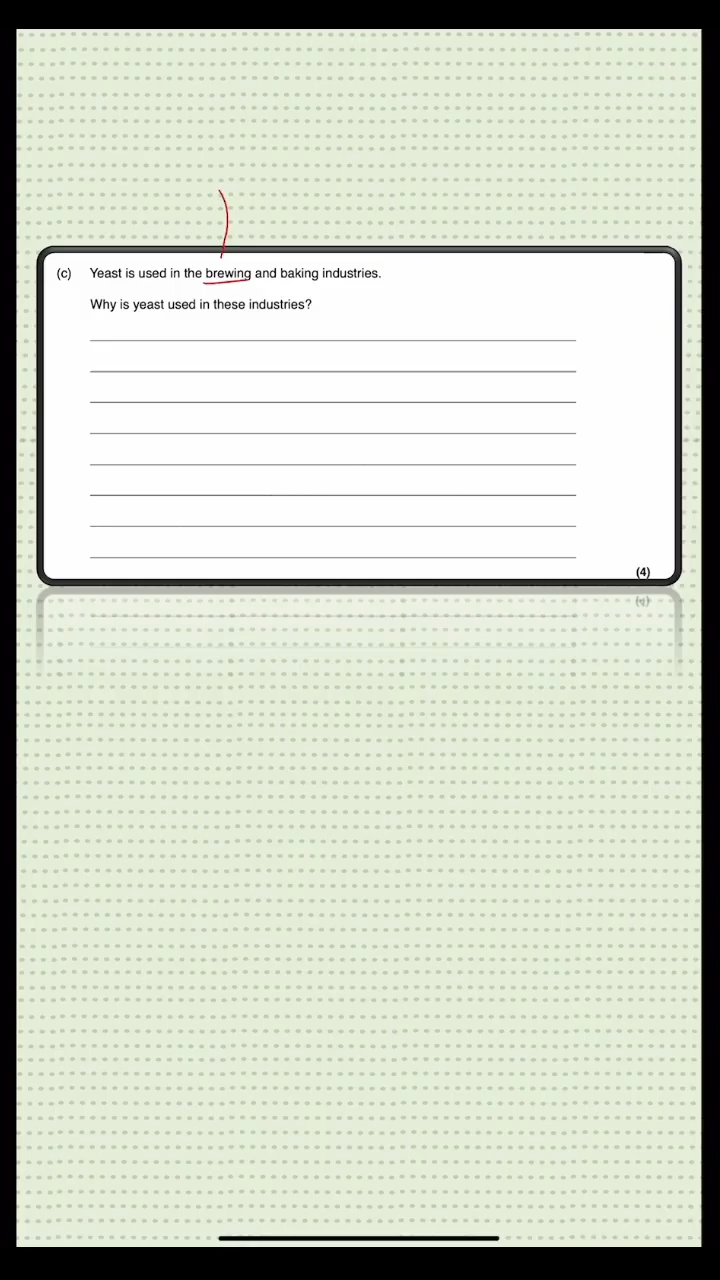 (c) Yeast is used in the brewing and baking industries.
Why is yeast used in these industries?
(4)